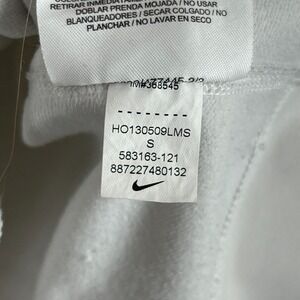 RETIRAR INMEDIATAMENTE
DOBLAR PRENDA MOJADA / NO USAR
BLANQUEADORES / SECAR COLGADO / NO
PLANCHAR / NO LAVAR EN SECO
HO130509LMS
S
583163-121
887227480132